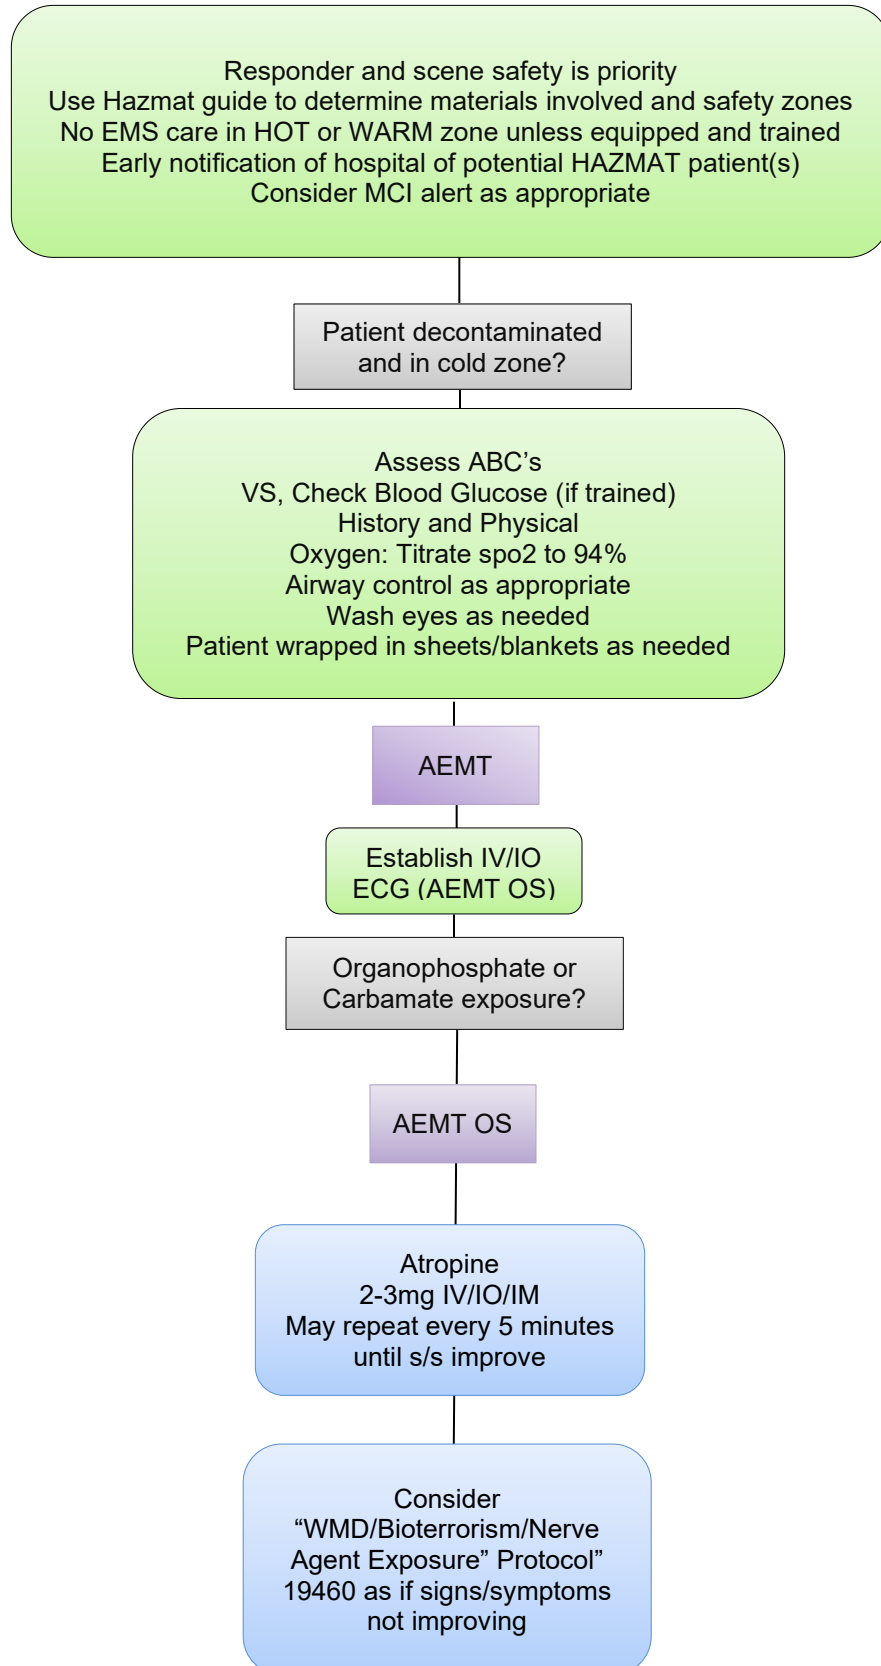 Responder and scene safety is priority
Use Hazmat guide to determine materials involved and safety zones
No EMS care in HOT or WARM zone unless equipped and trained
Early notification of hospital of potential HAZMAT patient(s)
Consider MCI alert as appropriate
Patient decontaminated
and in cold zone?
Assess ABC’s
VS, Check Blood Glucose (if trained)
History and Physical
Oxygen: Titrate spo2 to 94%
Airway control as appropriate
Wash eyes as needed
Patient wrapped in sheets/blankets as needed
AEMT
Establish IV/IO
ECG (AEMT OS)
Organophosphate or
Carbamate exposure?
AEMT OS
Atropine
2-3mg IV/IO/IM
May repeat every 5 minutes
until s/s improve
Consider
“WMD/Bioterrorism/Nerve
Agent Exposure” Protocol”
19460 as if signs/symptoms
not improving